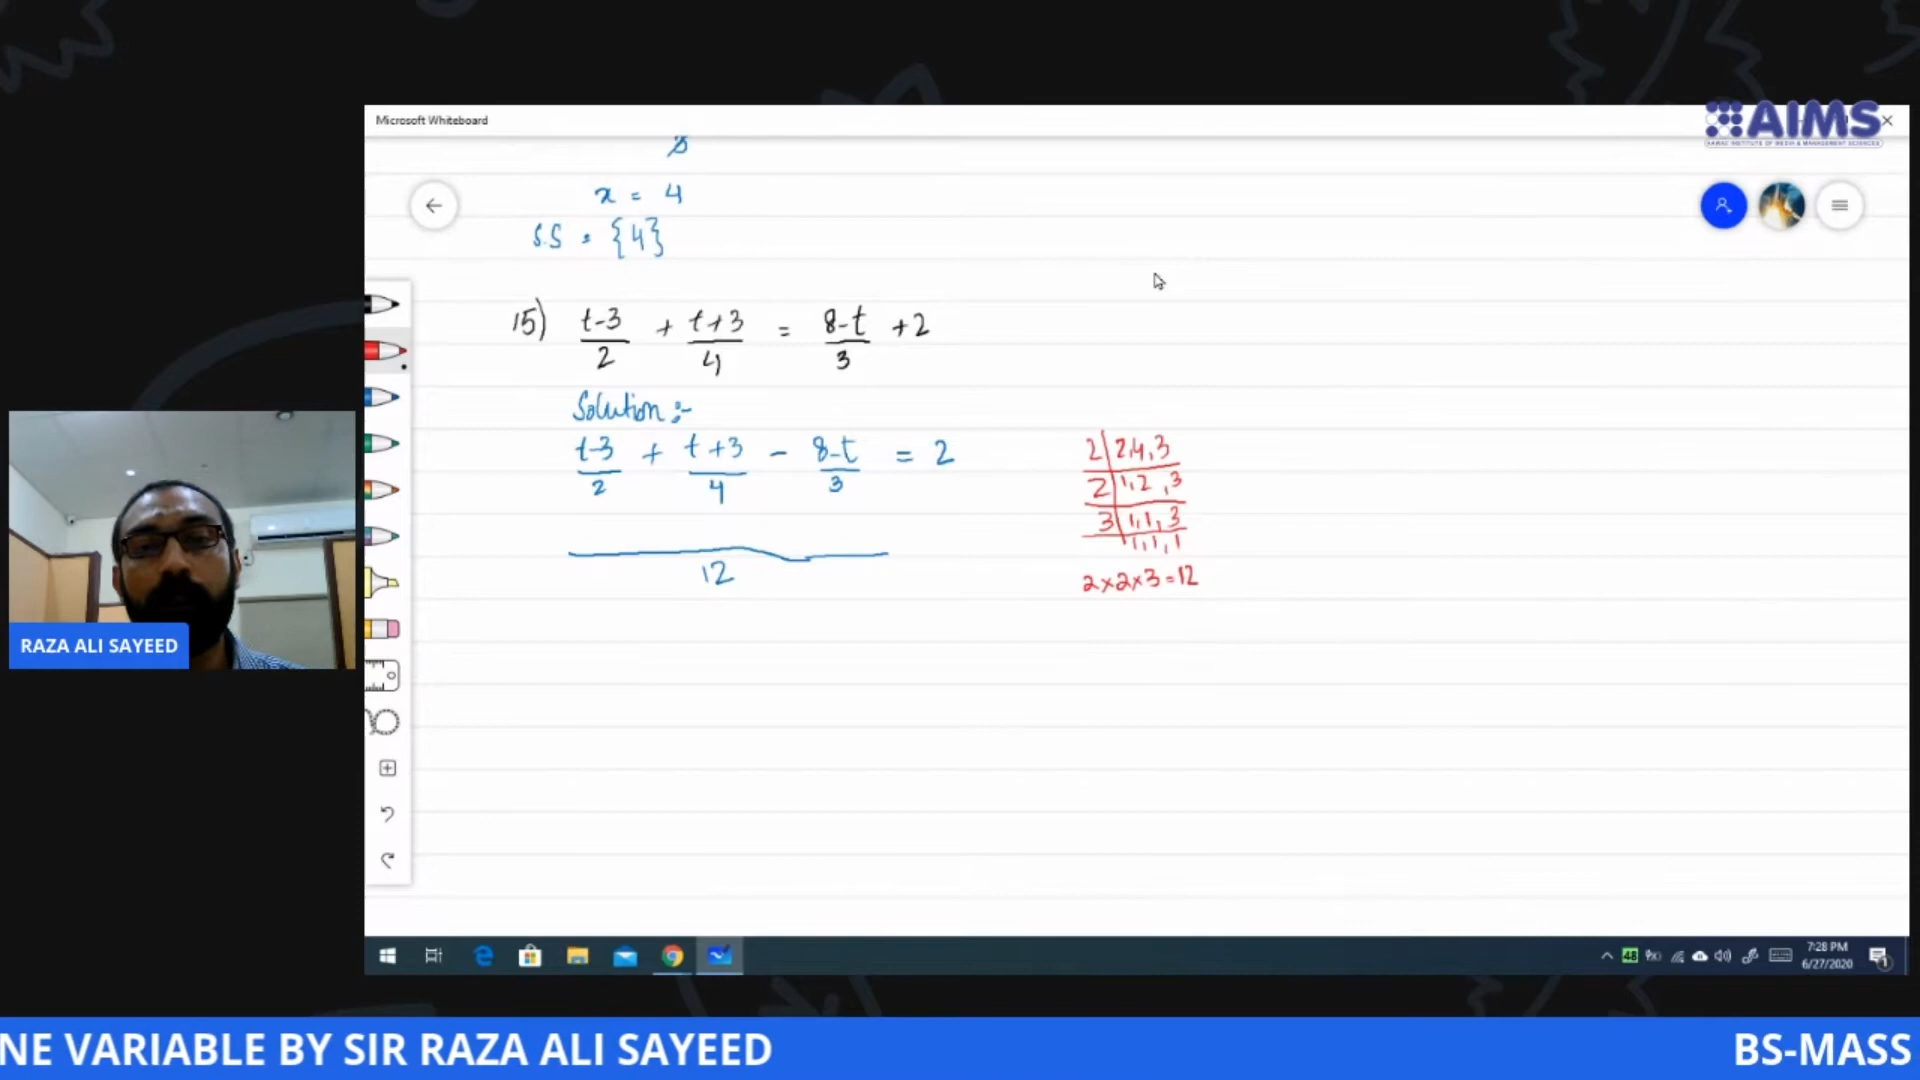 Microsoft Whiteboard
AIMS
x = 4
S.S = {4}
15) t-3/2 + t+3/4 = 8-t/3 + 2
Solution:-
t-3/2 + t+3/4 - 8-t/3 = 2
12
2 | 2,4,3
2 | 1,2,3
3 | 1,1,3
1,1,1
2×2×3=12
RAZA ALI SAYEED
48
7:28 PM
6/27/2020
NE VARIABLE BY SIR RAZA ALI SAYEED
BS-MASS